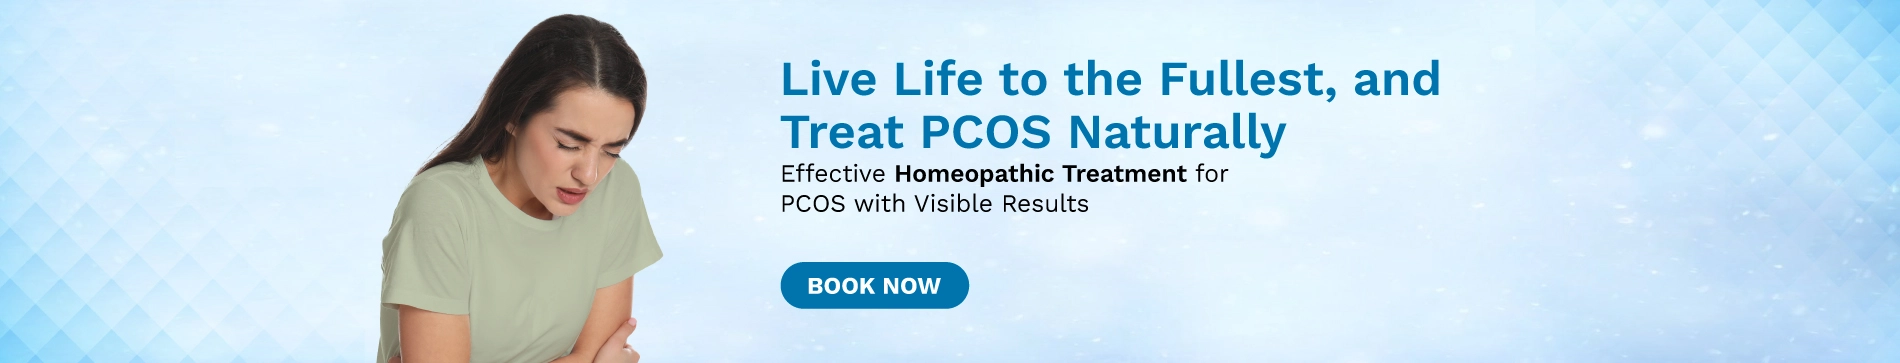 Live Life to the Fullest, and
Treat PCOS Naturally
Effective Homeopathic Treatment for
PCOS with Visible Results
BOOK NOW